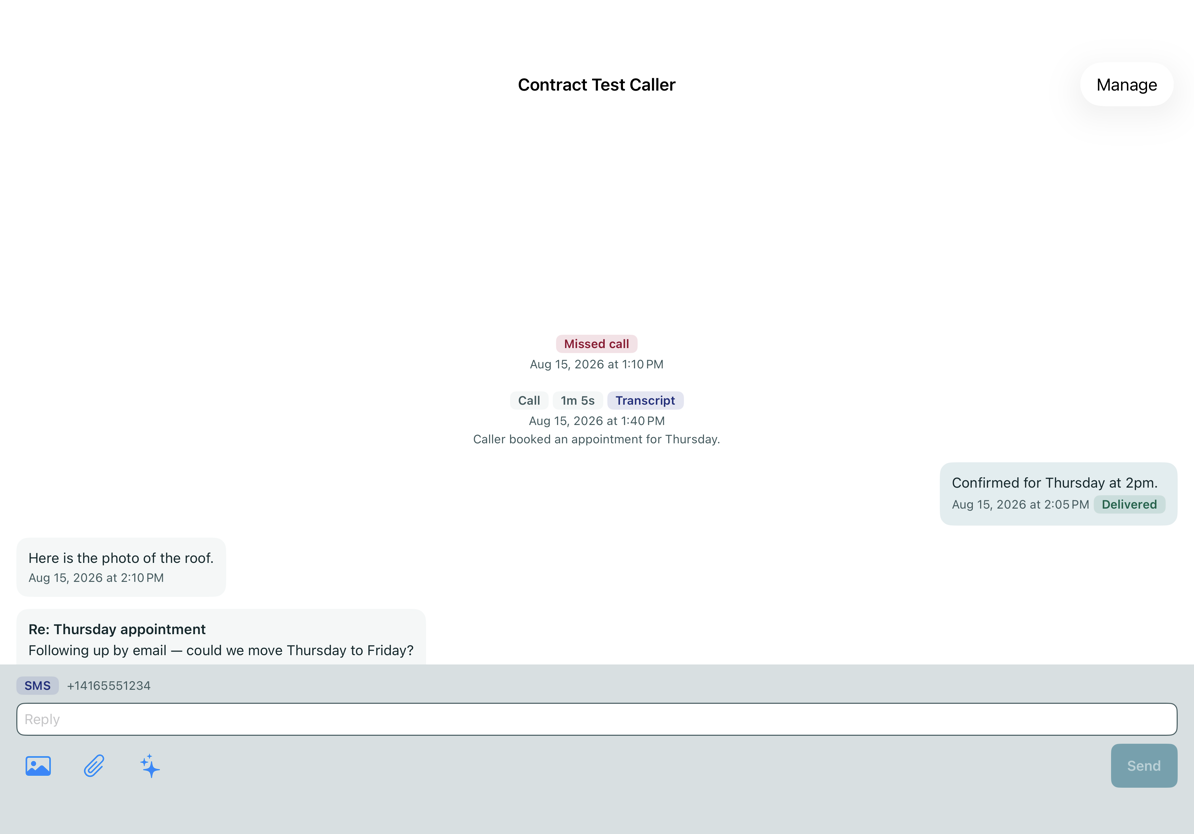 Contract Test Caller
Manage
Missed call
Aug 15, 2026 at 1:10 PM
Call 1m 5s Transcript
Aug 15, 2026 at 1:40 PM
Caller booked an appointment for Thursday.
Confirmed for Thursday at 2pm.
Aug 15, 2026 at 2:05 PM Delivered
Here is the photo of the roof.
Aug 15, 2026 at 2:10 PM
Re: Thursday appointment
Following up by email — could we move Thursday to Friday?
SMS +14165551234
Reply
Send